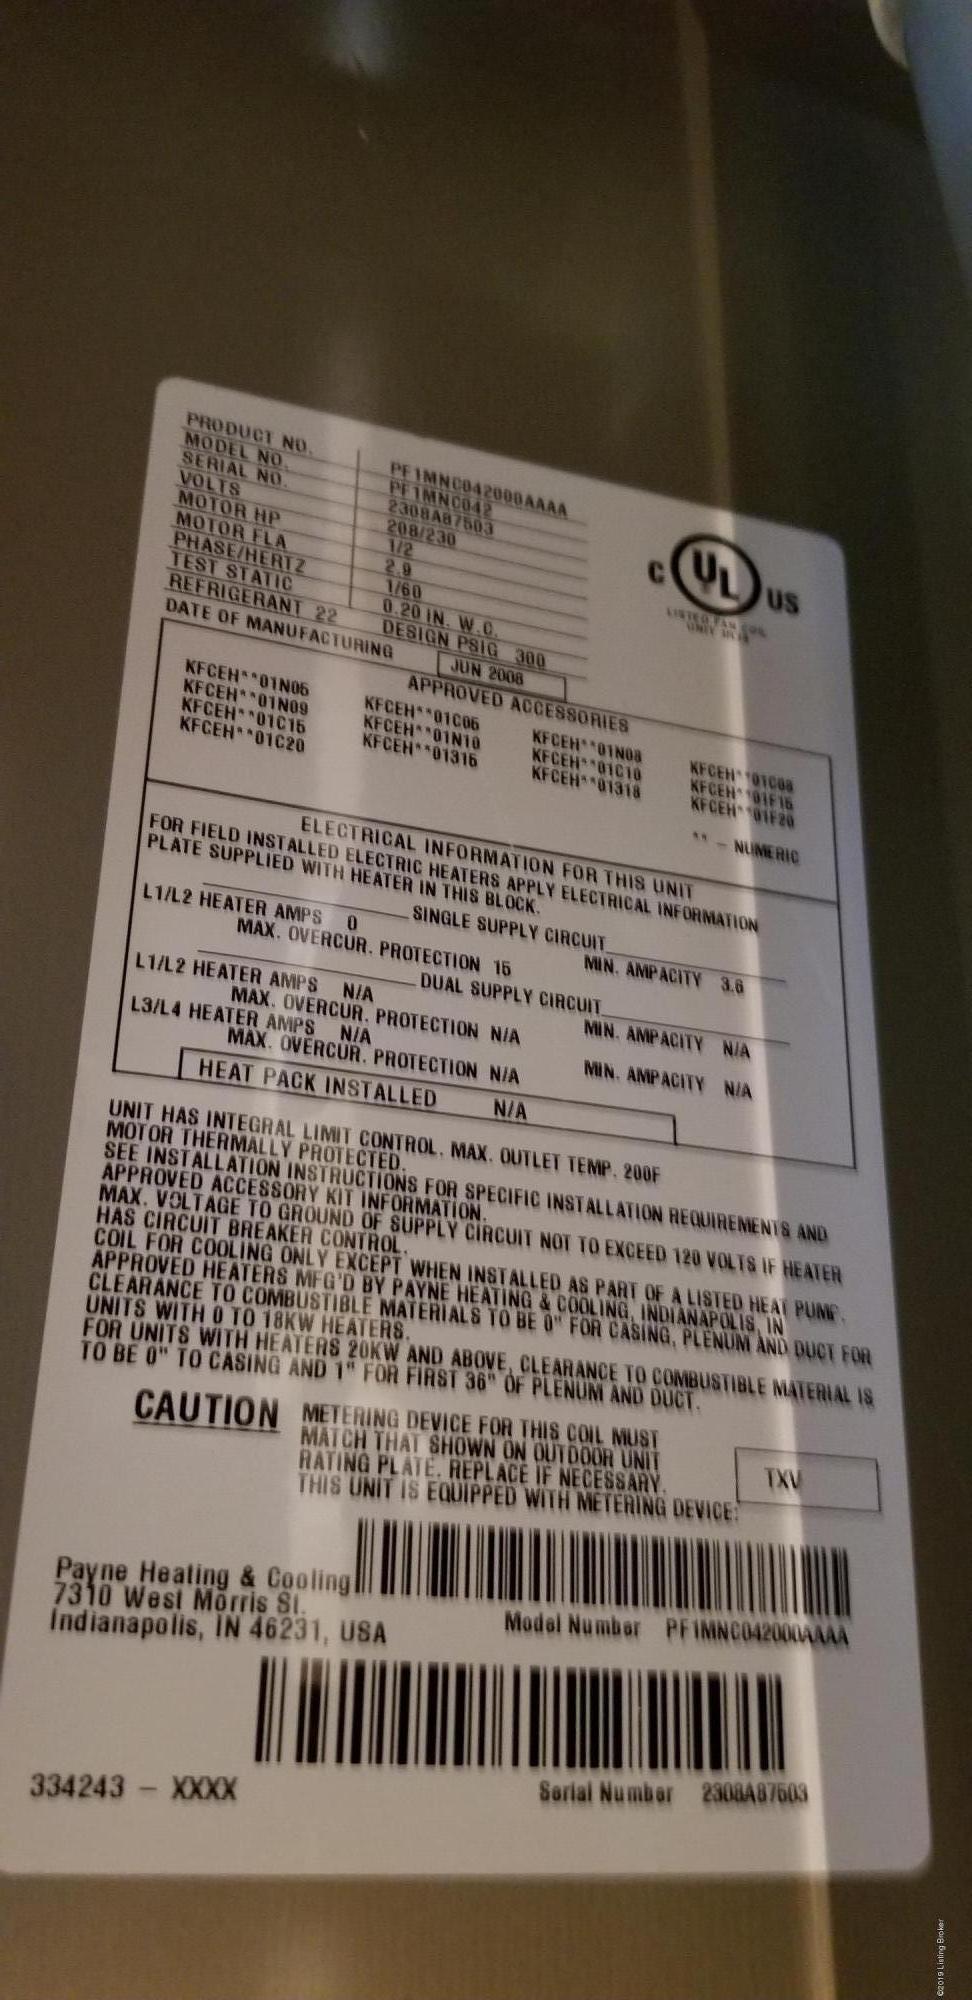 PRODUCT NO. PF1MNC042000AAAA
MODEL NO. PF1MNC042
SERIAL NO. 2308A87503
VOLTS 208/230
MOTOR HP 1/2
MOTOR FLA 2.9
PHASE/HERTZ 1/60
TEST STATIC 0.20 IN. W.C.
REFRIGERANT 22 DESIGN PSIG 300
DATE OF MANUFACTURING JUN 2008
C UL US
LISTED FAN COIL
APPROVED ACCESSORIES
KFCEH**01N05 KFCEH**01C05 KFCEH**01N08 KFCEH**01C08
KFCEH**01N09 KFCEH**01N10 KFCEH**01C10 KFCEH**01F15
KFCEH**01C15 KFCEH**01315 KFCEH**01318 KFCEH**01F20
KFCEH**01C20
** - NUMERIC
ELECTRICAL INFORMATION FOR THIS UNIT
FOR FIELD INSTALLED ELECTRIC HEATERS APPLY ELECTRICAL INFORMATION
PLATE SUPPLIED WITH HEATER IN THIS BLOCK.
SINGLE SUPPLY CIRCUIT
L1/L2 HEATER AMPS 0 MIN. AMPACITY 3.6
MAX. OVERCUR. PROTECTION 15
DUAL SUPPLY CIRCUIT
L1/L2 HEATER AMPS N/A MIN. AMPACITY N/A
MAX. OVERCUR. PROTECTION N/A
L3/L4 HEATER AMPS N/A MIN. AMPACITY N/A
MAX. OVERCUR. PROTECTION N/A
HEAT PACK INSTALLED N/A
UNIT HAS INTEGRAL LIMIT CONTROL. MAX. OUTLET TEMP. 200F
MOTOR THERMALLY PROTECTED.
SEE INSTALLATION INSTRUCTIONS FOR SPECIFIC INSTALLATION REQUIREMENTS AND
APPROVED ACCESSORY KIT INFORMATION.
MAX. VOLTAGE TO GROUND OF SUPPLY CIRCUIT NOT TO EXCEED 120 VOLTS IF HEATER
HAS CIRCUIT BREAKER CONTROL.
COIL FOR COOLING ONLY EXCEPT WHEN INSTALLED AS PART OF A LISTED HEAT PUMP.
APPROVED HEATERS MFG'D BY PAYNE HEATING & COOLING, INDIANAPOLIS, IN
CLEARANCE TO COMBUSTIBLE MATERIALS TO BE 0" FOR CASING, PLENUM AND DUCT FOR
UNITS WITH 0 TO 18KW HEATERS.
FOR UNITS WITH HEATERS 20KW AND ABOVE, CLEARANCE TO COMBUSTIBLE MATERIAL IS
TO BE 0" TO CASING AND 1" FOR FIRST 36" OF PLENUM AND DUCT.
CAUTION METERING DEVICE FOR THIS COIL MUST
MATCH THAT SHOWN ON OUTDOOR UNIT
RATING PLATE. REPLACE IF NECESSARY.
THIS UNIT IS EQUIPPED WITH METERING DEVICE: TXV
Payne Heating & Cooling
7310 West Morris St.
Indianapolis, IN 46231, USA
Model Number PF1MNC042000AAAA
334243 - XXXX
Serial Number 2308A87503
©2019 Listing Broker